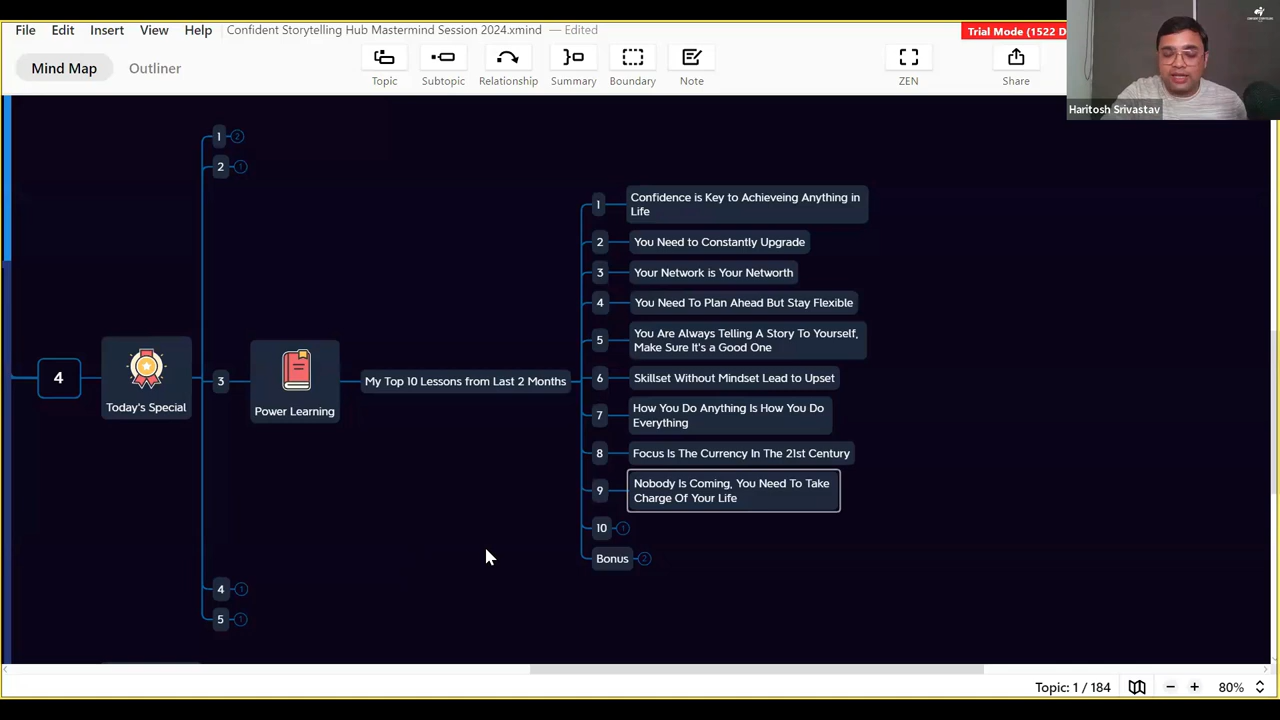 File Edit Insert View Help Confident Storytelling Hub Mastermind Session 2024.xmind — Edited
Trial Mode (1522 D
Mind Map Outliner
Topic Subtopic Relationship Summary Boundary Note ZEN Share
Haritosh Srivastav
1 2
2 1
1 Confidence is Key to Achieveing Anything in
Life
2 You Need to Constantly Upgrade
3 Your Network is Your Networth
4 You Need To Plan Ahead But Stay Flexible
5 You Are Always Telling A Story To Yourself,
Make Sure It's a Good One
4 Today's Special
3 Power Learning
My Top 10 Lessons from Last 2 Months
6 Skillset Without Mindset Lead to Upset
7 How You Do Anything Is How You Do
Everything
8 Focus Is The Currency In The 21st Century
9 Nobody Is Coming, You Need To Take
Charge Of Your Life
10 1
Bonus 2
4 1
5 1
Topic: 1 / 184 80%